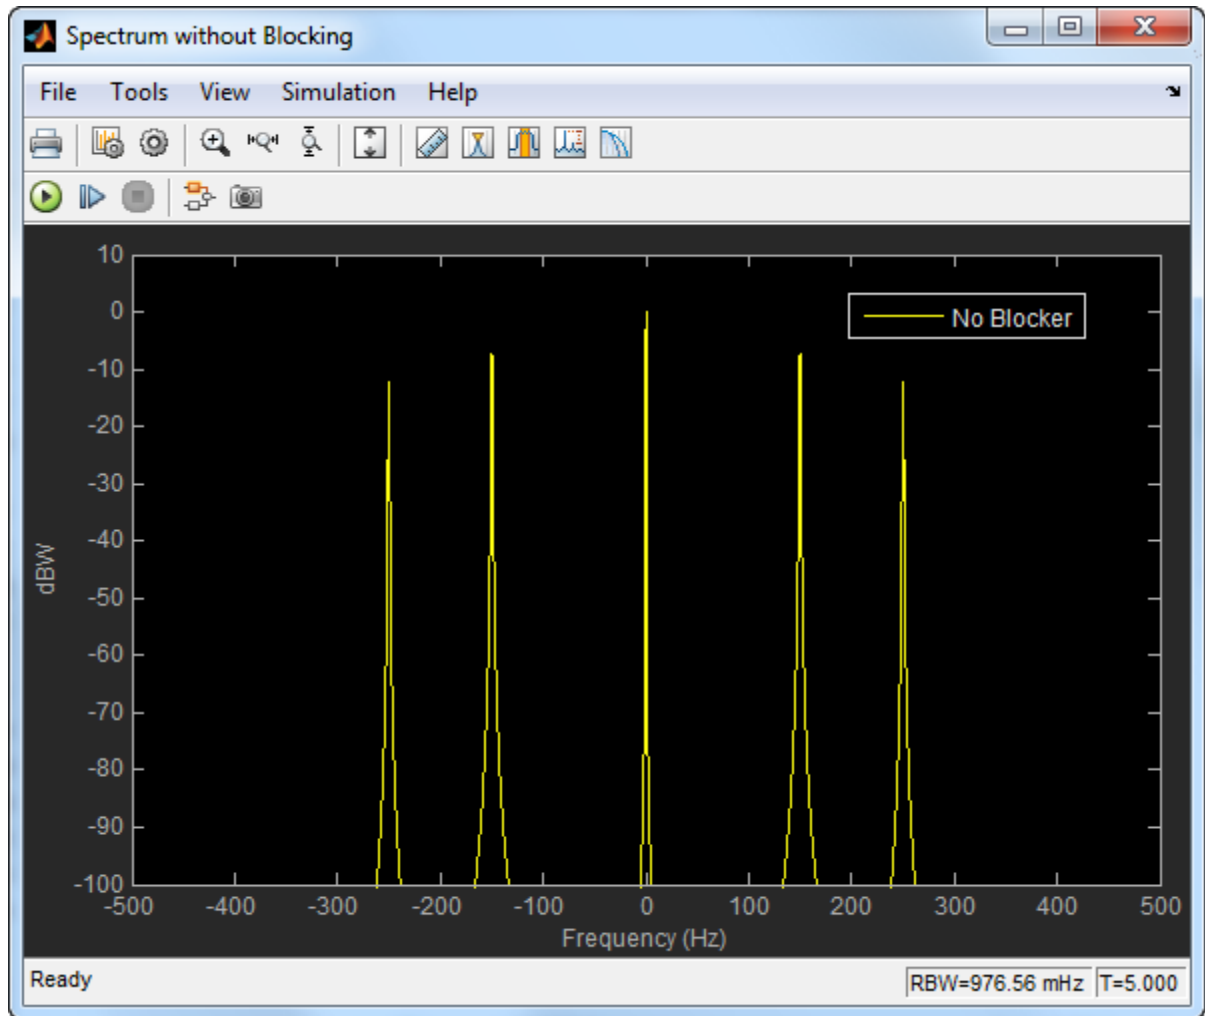 Spectrum without Blocking
File Tools View Simulation Help
10
0
-10
-20
-30
-40
-50
-60
-70
-80
-90
-100
dBW
No Blocker
-500 -400 -300 -200 -100 0 100 200 300 400 500
Frequency (Hz)
Ready RBW=976.56 mHz T=5.000